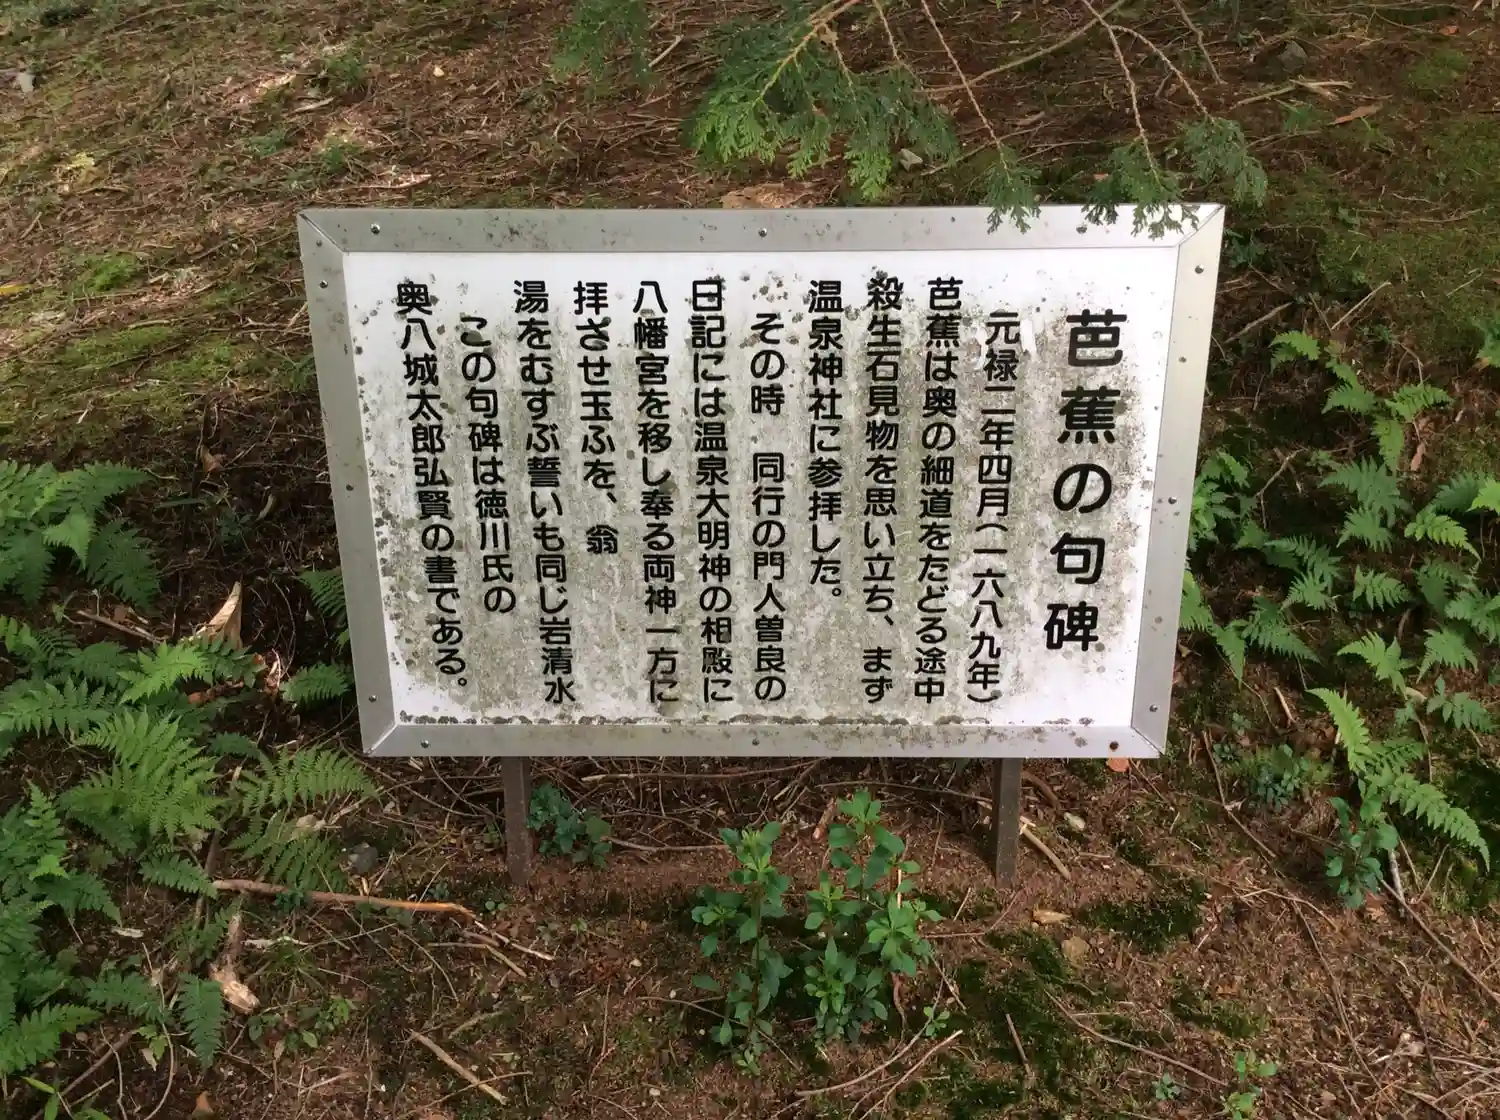 芭蕉の句碑
元禄二年四月(一六八九年)
芭蕉は奥の細道をたどる途中
殺生石見物を思い立ち、まず
温泉神社に参拝した。
その時　同行の門人曽良の
日記には温泉大明神の相殿に
八幡宮を移し奉る両神一方に
拝させ玉ふを、翁
湯をむすぶ誓いも同じ岩清水
この句碑は徳川氏の
奥八城太郎弘賢の書である。